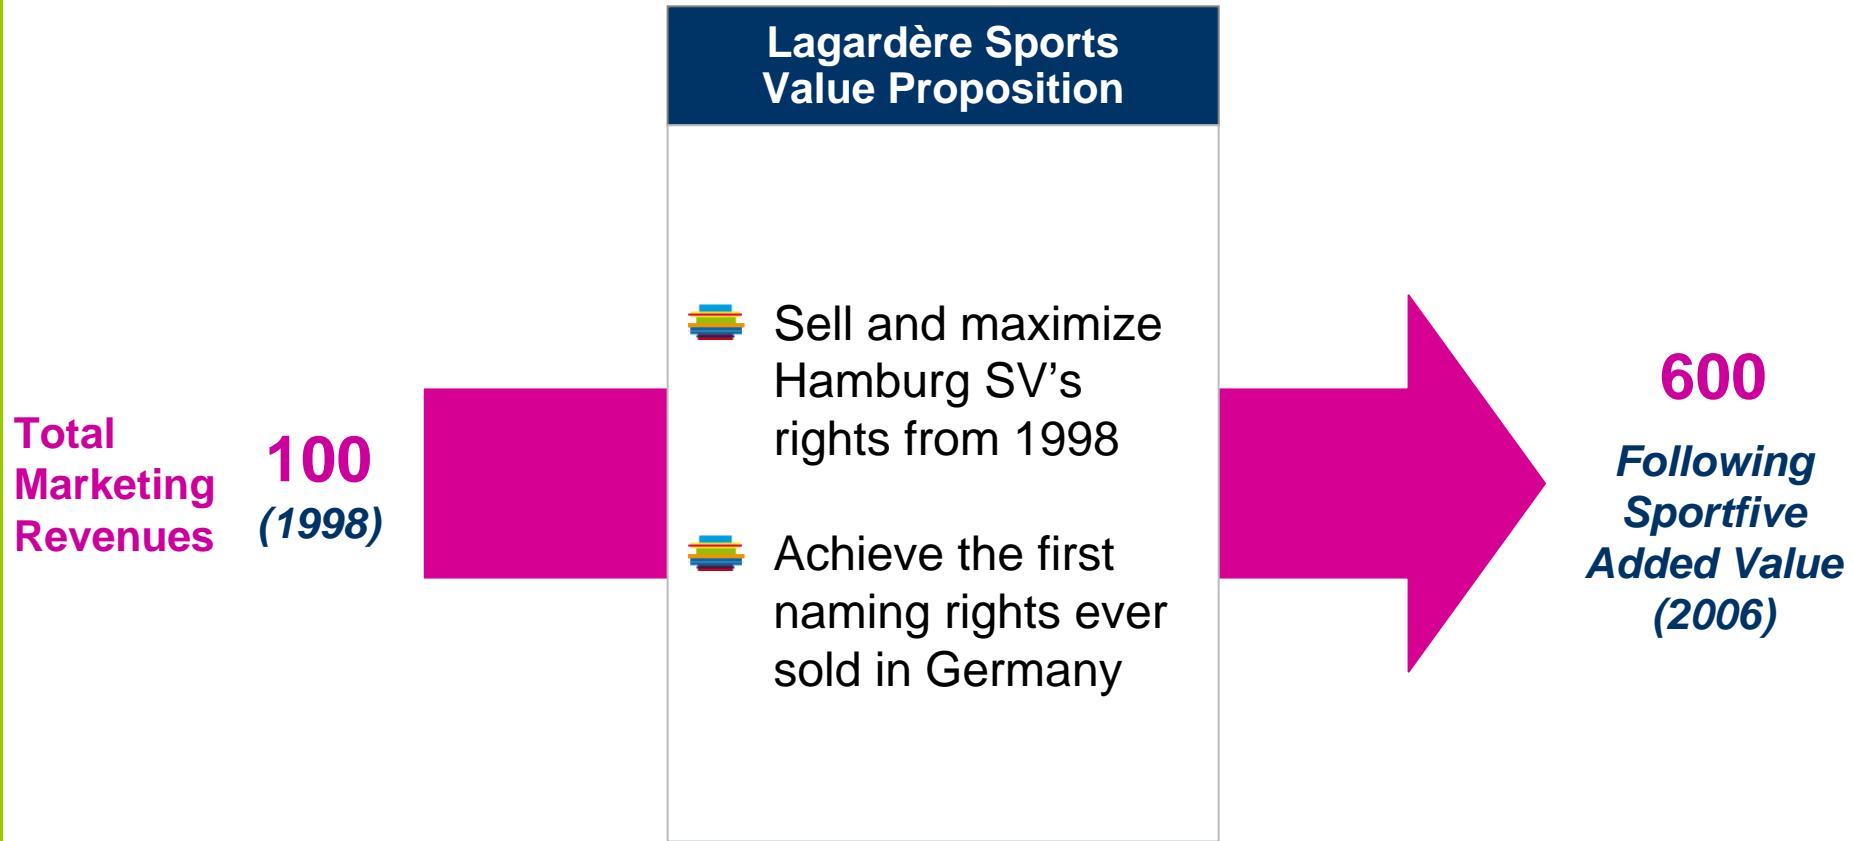 Lagardère Sports
Value Proposition
Total
Marketing
Revenues
100
(1998)
Sell and maximize
Hamburg SV's
rights from 1998
Achieve the first
naming rights ever
sold in Germany
600
Following
Sportfive
Added Value
(2006)